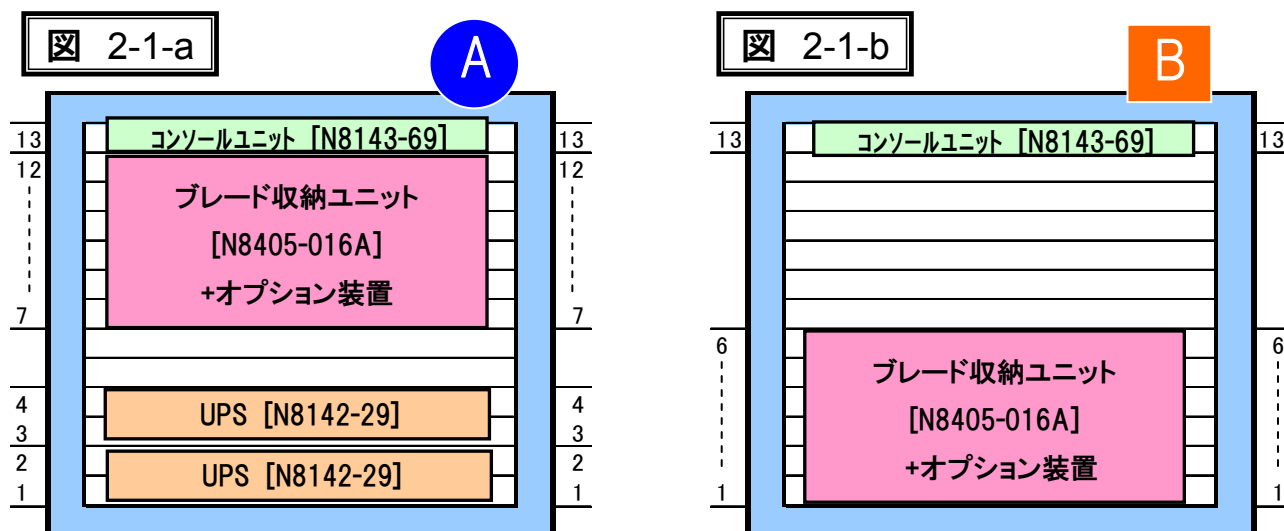 図 2-1-a
A
13
コンソールユニット [N8143-69]
13
12
ブレード収納ユニット
[N8405-016A]
+オプション装置
12
7
7
4
UPS [N8142-29]
4
3
3
2
UPS [N8142-29]
2
1
1
図 2-1-b
B
13
コンソールユニット [N8143-69]
13
6
ブレード収納ユニット
[N8405-016A]
+オプション装置
6
1
1